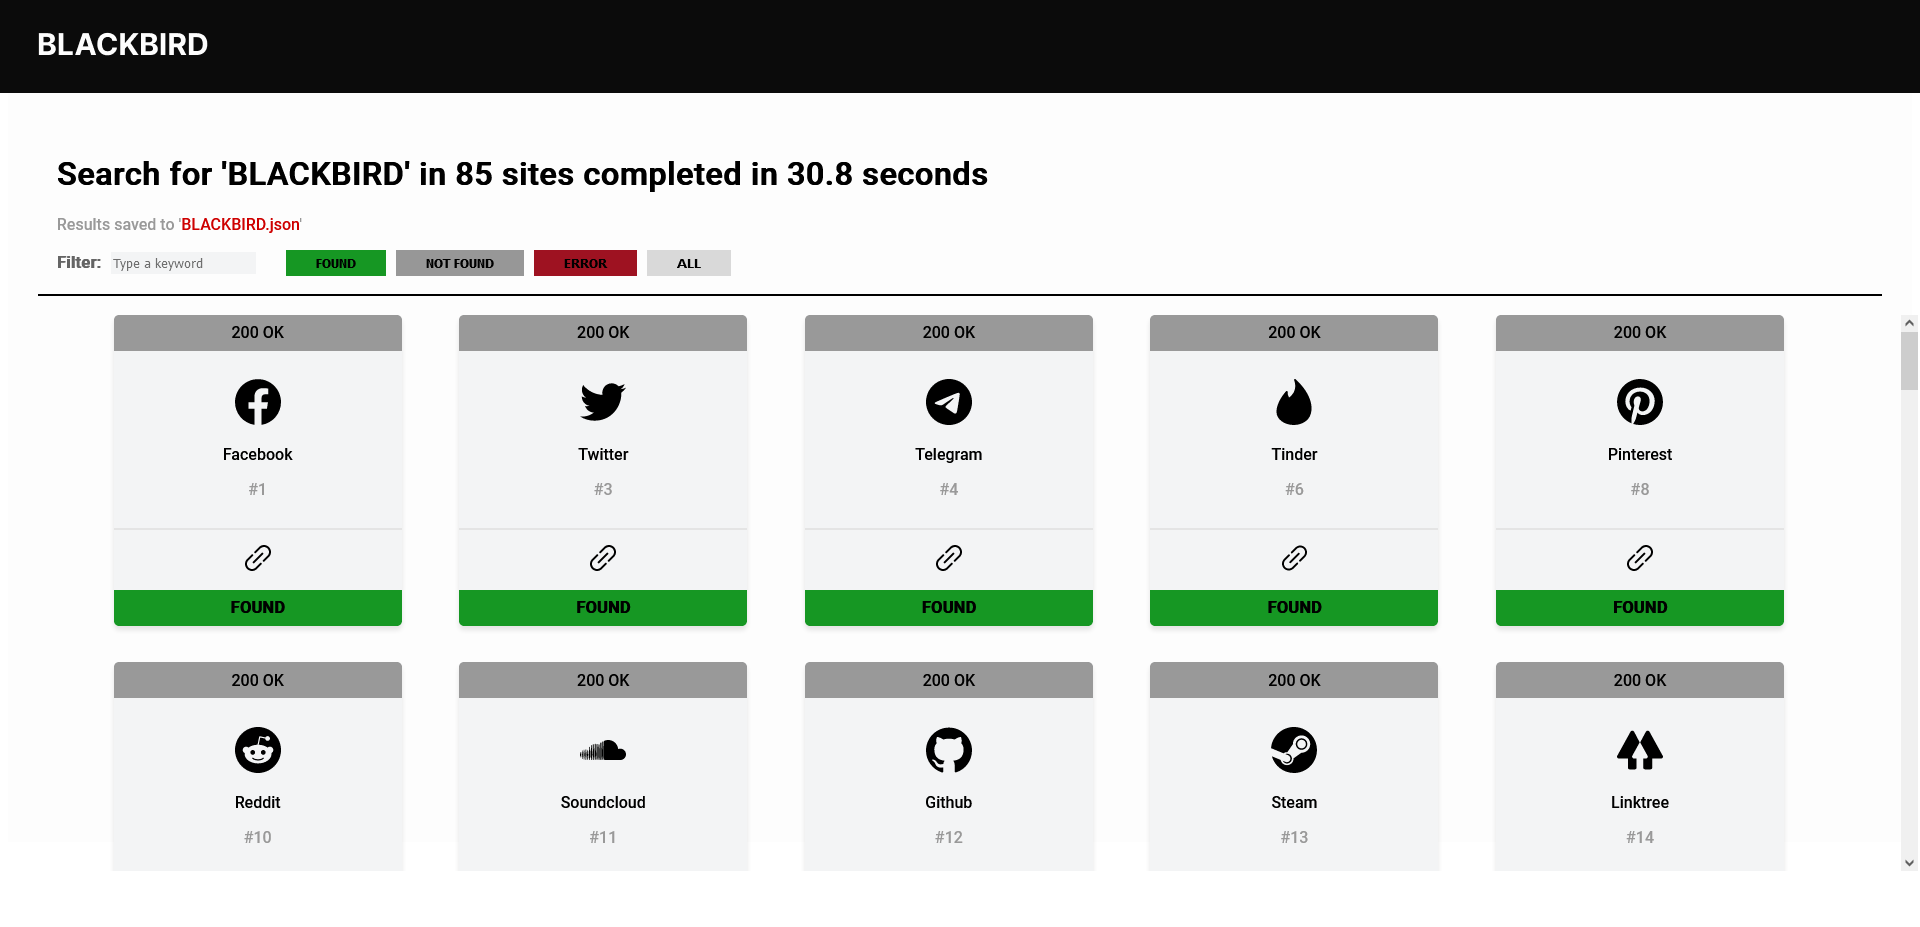 BLACKBIRD
Search for 'BLACKBIRD' in 85 sites completed in 30.8 seconds
Results saved to 'BLACKBIRD.json'
Filter: Type a keyword FOUND NOT FOUND ERROR ALL
200 OK 200 OK 200 OK 200 OK 200 OK
Facebook Twitter Telegram Tinder Pinterest
#1 #3 #4 #6 #8
FOUND FOUND FOUND FOUND FOUND
200 OK 200 OK 200 OK 200 OK 200 OK
Reddit Soundcloud Github Steam Linktree
#10 #11 #12 #13 #14